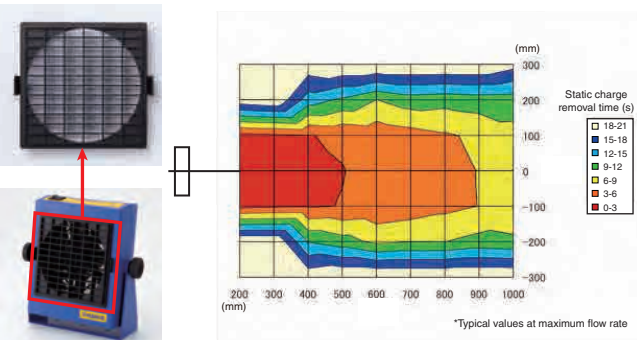 (mm)
300
200
100
0
-100
-200
-300
200 300 400 500 600 700 800 900 1000
(mm)
Static charge
removal time (s)
18-21
15-18
12-15
9-12
6-9
3-6
0-3
*Typical values at maximum flow rate